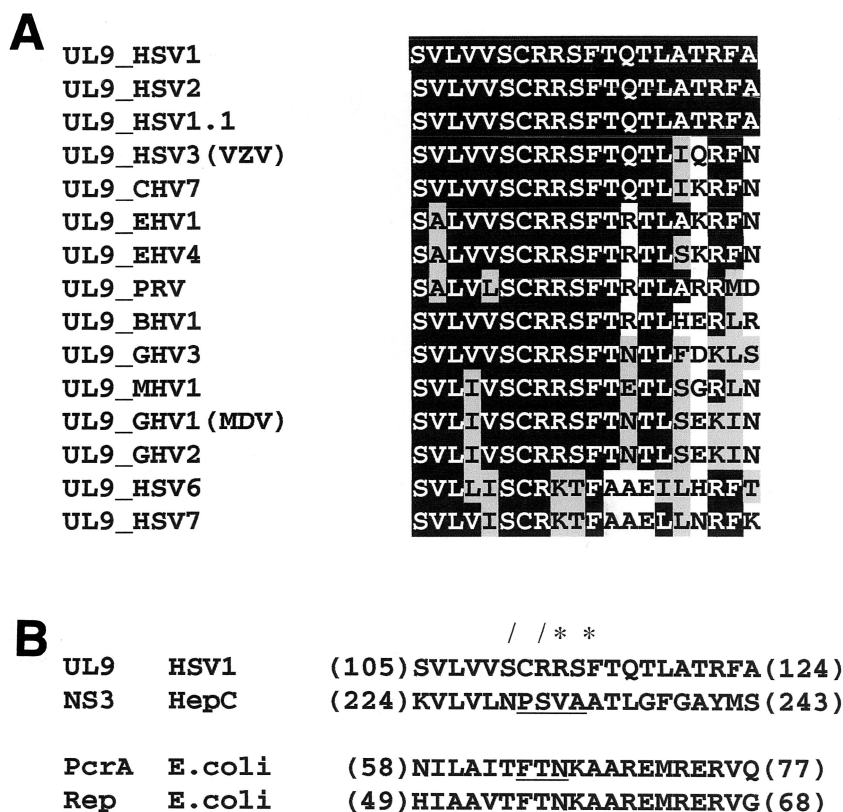 A
UL9_HSV1 SVLVVSCRRSFTQTLATRFA
UL9_HSV2 SVLVVSCRRSFTQTLATRFA
UL9_HSV1.1 SVLVVSCRRSFTQTLATRFA
UL9_HSV3(VZV) SVLVVSCRRSFTQTLIQRFN
UL9_CHV7 SVLVVSCRRSFTQTLIKRFN
UL9_EHV1 SALVVSCRRSFTRTLAKRFN
UL9_EHV4 SALVVSCRRSFTRTLSKRFN
UL9_PRV SALVLSCRRSFTRTLARRMD
UL9_BHV1 SVLVVSCRRSFTRTLHERLR
UL9_GHV3 SVLVVSCRRSFTNTLFDKLS
UL9_MHV1 SVLIVSCRRSFTETLSGRLN
UL9_GHV1(MDV) SVLIVSCRRSFTNTLSEKIN
UL9_GHV2 SVLIVSCRRSFTNTLSEKIN
UL9_HSV6 SVLLISCRKTFAAEILHRFT
UL9_HSV7 SVLVISCRKTFAAELLNRFK
B
/ /* *
UL9 HSV1 (105)SVLVVSCRRSFTQTLATRFA(124)
NS3 HepC (224)KVLVLNPSVAATLGFGAYMS(243)
PcrA E.coli (58)NILAITFTNKAAREMRERVQ(77)
Rep E.coli (49)HIAAVTFTNKAAREMRERVG(68)